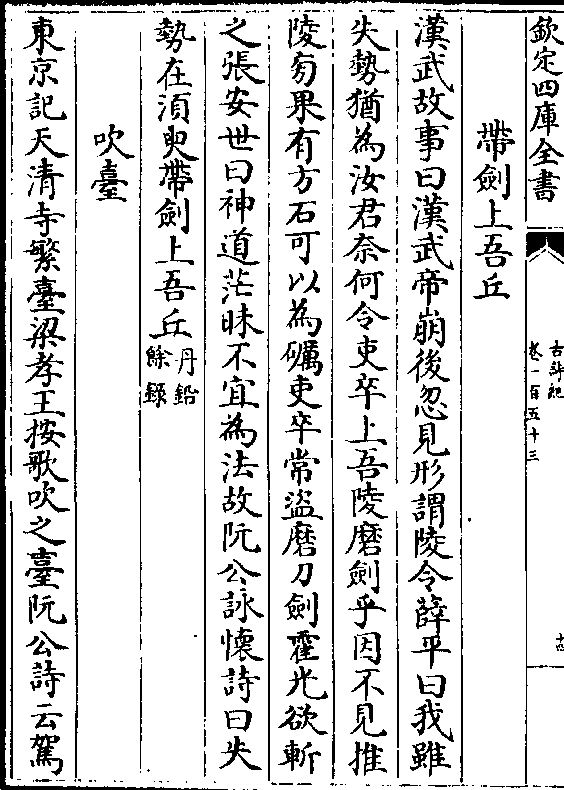 欽定四庫全書
古詩紀
卷一百五十三
十四
帶劍上吾丘
漢武故事曰漢武帝崩後忽見形謂陵令薛平曰我雖
失勢猶為汝君奈何令吏卒上吾陵磨劍乎因不見推
陵旁果有方石可以為礪吏卒常盜磨刀劍霍光欲斬
之張安世曰神道茫昧不宜為法故阮公詠懷詩曰失
勢在須臾帶劍上吾丘丹鉛
餘錄
吹臺
東京記天清寺繁臺梁孝王按歌吹之臺阮公詩云駕